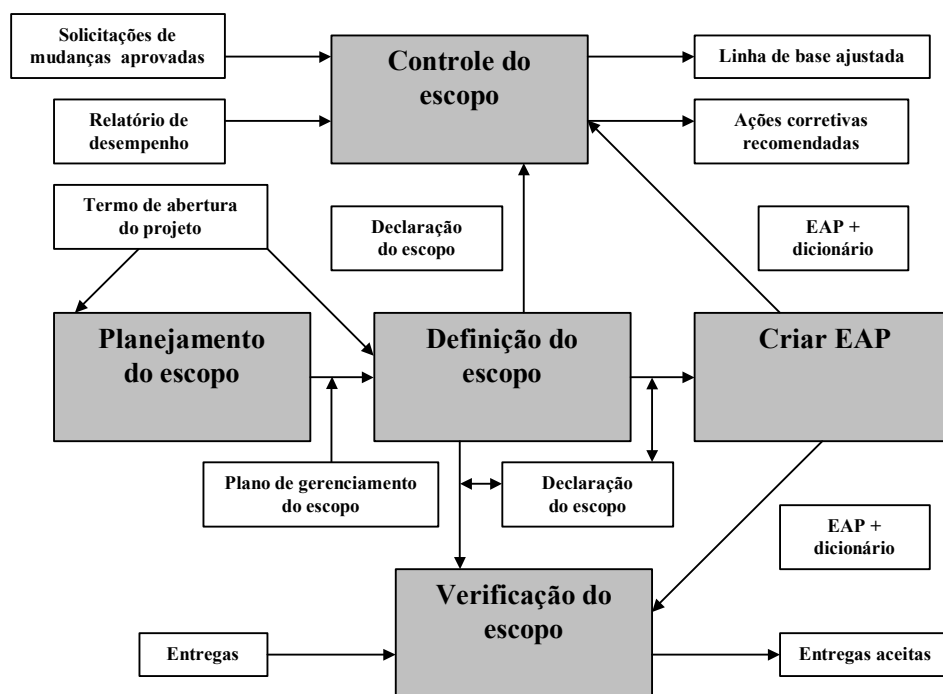 Solicitações de
mudanças aprovadas
Controle do
escopo
Linha de base ajustada
Relatório de
desempenho
Ações corretivas
recomendadas
Termo de abertura
do projeto
Declaração
do escopo
EAP +
dicionário
Planejamento
do escopo
Definição do
escopo
Criar EAP
Plano de gerenciamento
do escopo
Declaração
do escopo
EAP +
dicionário
Verificação do
escopo
Entregas
Entregas aceitas